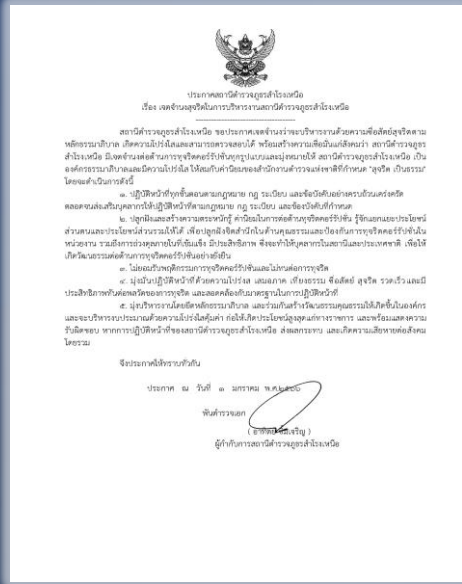 ประกาศสถานีตำรวจภูธรสำโรงเหนือ
เรื่อง เจตจำนงสุจริตในการบริหารงานสถานีตำรวจภูธรสำโรงเหนือ
สถานีตำรวจภูธรสำโรงเหนือ ขอประกาศเจตจำนงว่าจะบริหารงานด้วยความซื่อสัตย์สุจริตตาม
หลักธรรมาภิบาล เกิดความโปร่งใสและสามารถตรวจสอบได้ พร้อมสร้างความเชื่อมั่นแก่สังคมว่า สถานีตำรวจภูธร
สำโรงเหนือ มีเจตจำนงต่อต้านการทุจริตคอร์รัปชันทุกรูปแบบและมุ่งหมายให้ สถานีตำรวจภูธรสำโรงเหนือ เป็น
องค์กรธรรมาภิบาลและมีความโปร่งใส ให้สมกับค่านิยมของสำนักงานตำรวจแห่งชาติที่กำหนด "สุจริต เป็นธรรม"
โดยจะดำเนินการดังนี้
๑. ปฏิบัติหน้าที่ทุกขั้นตอนตามกฎหมาย กฎ ระเบียบ และข้อบังคับอย่างครบถ้วนเคร่งครัด
ตลอดจนส่งเสริมบุคลากรให้ปฏิบัติหน้าที่ตามกฎหมาย กฎ ระเบียบ และข้อบังคับที่กำหนด
๒. ปลูกฝังและสร้างความตระหนักรู้ ค่านิยมในการต่อต้านทุจริตคอร์รัปชัน รู้จักแยกแยะประโยชน์
ส่วนตนและประโยชน์ส่วนรวมให้ได้ เพื่อปลูกฝังจิตสำนึกในด้านคุณธรรมและป้องกันการทุจริตคอร์รัปชันใน
หน่วยงาน รวมถึงการถ่วงดุลภายในที่เข้มแข็ง มีประสิทธิภาพ ซึ่งจะทำให้บุคลากรในสถานีและประเทศชาติ เพื่อให้
เกิดวัฒนธรรมต่อต้านการทุจริตคอร์รัปชันอย่างยั่งยืน
๓. ไม่ยอมรับพฤติกรรมการทุจริตคอร์รัปชันและไม่ทนต่อการทุจริต
๔. มุ่งมั่นปฏิบัติหน้าที่ด้วยความโปร่งใส เสมอภาค เที่ยงธรรม ซื่อสัตย์ สุจริต รวดเร็วและมี
ประสิทธิภาพทันต่อพลวัตของการทุจริต และสอดคล้องกับมาตรฐานในการปฏิบัติหน้าที่
๕. มุ่งบริหารงานโดยยึดหลักธรรมาภิบาล และร่วมกันสร้างวัฒนธรรมคุณธรรมให้เกิดขึ้นในองค์กร
และจะบริหารงบประมาณด้วยความโปร่งใสคุ้มค่า ก่อให้เกิดประโยชน์สูงสุดแก่ทางราชการ และพร้อมแสดงความ
รับผิดชอบ หากการปฏิบัติหน้าที่ของสถานีตำรวจภูธรสำโรงเหนือ ส่งผลกระทบ และเกิดความเสียหายต่อสังคม
โดยรวม
จึงประกาศให้ทราบทั่วกัน
ประกาศ ณ วันที่ ๑ มกราคม พ.ศ.๒๕๖๖
พันตำรวจเอก
ผู้กำกับการสถานีตำรวจภูธรสำโรงเหนือ